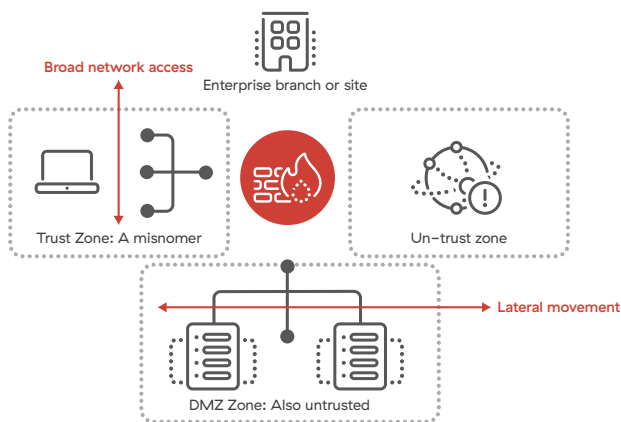 Broad network access
Enterprise branch or site
Trust Zone: A misnomer
Un-trust zone
Lateral movement
DMZ Zone: Also untrusted